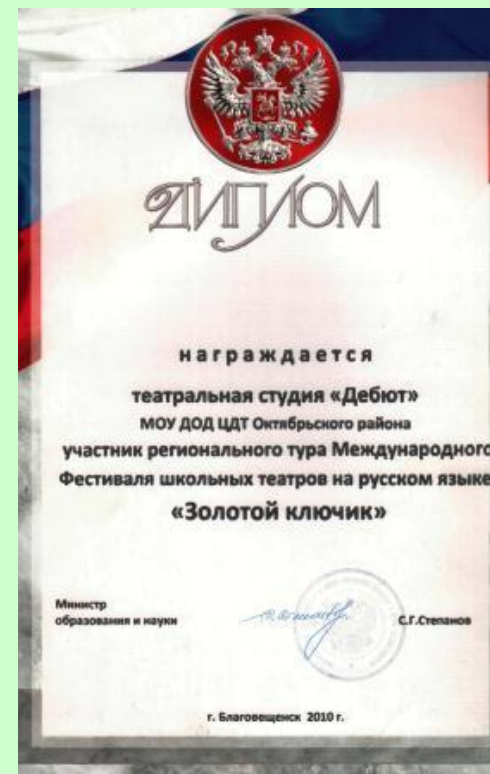 ДИПЛОМ
награждается
театральная студия «Дебют»
МОУ ДОД ЦДТ Октябрьского района
участник регионального тура Международного
Фестиваля школьных театров на русском языке
«Золотой ключик»
Министр
образования и науки
С.Г.Степанов
г. Благовещенск 2010 г.